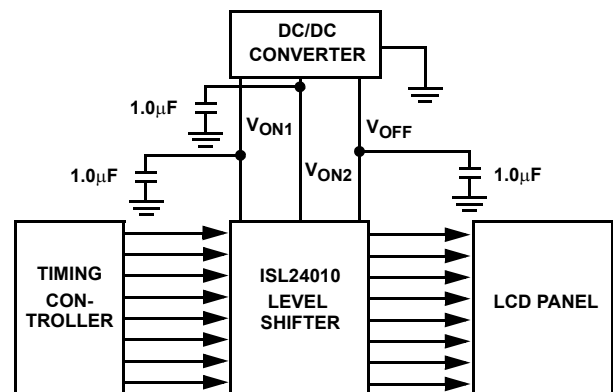 DC/DC
CONVERTER
1.0µF
VON1
VOFF
1.0µF
VON2
1.0µF
TIMING
CON-
TROLLER
ISL24010
LEVEL
SHIFTER
LCD PANEL